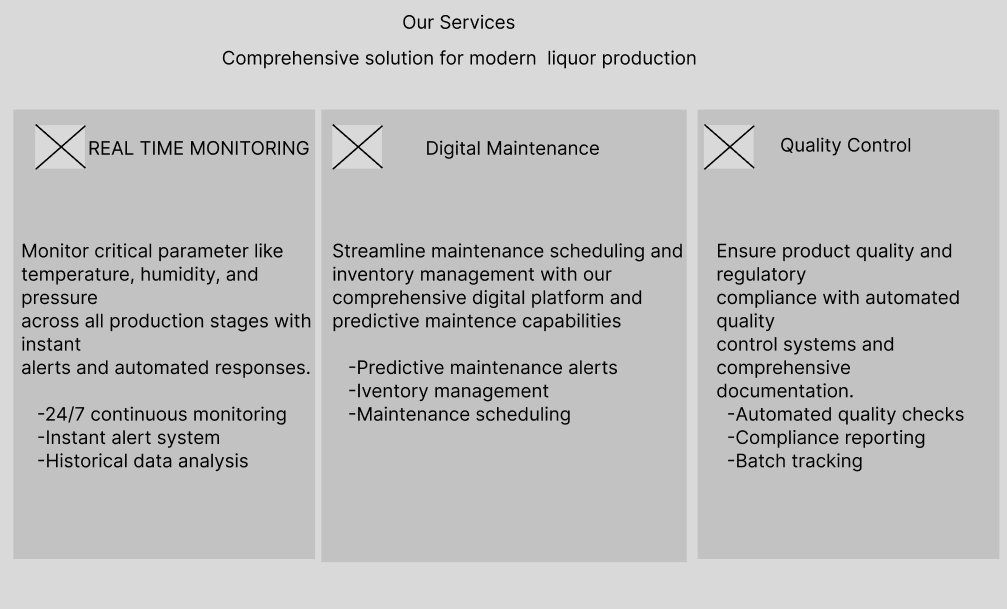 Our Services
Comprehensive solution for modern  liquor production
REAL TIME MONITORING
Monitor critical parameter like
temperature, humidity, and
pressure
across all production stages with
instant
alerts and automated responses.
-24/7 continuous monitoring
-Instant alert system
-Historical data analysis
Digital Maintenance
Streamline maintenance scheduling and
inventory management with our
comprehensive digital platform and
predictive maintence capabilities
-Predictive maintenance alerts
-Iventory management
-Maintenance scheduling
Quality Control
Ensure product quality and
regulatory
compliance with automated
quality
control systems and
comprehensive
documentation.
-Automated quality checks
-Compliance reporting
-Batch tracking